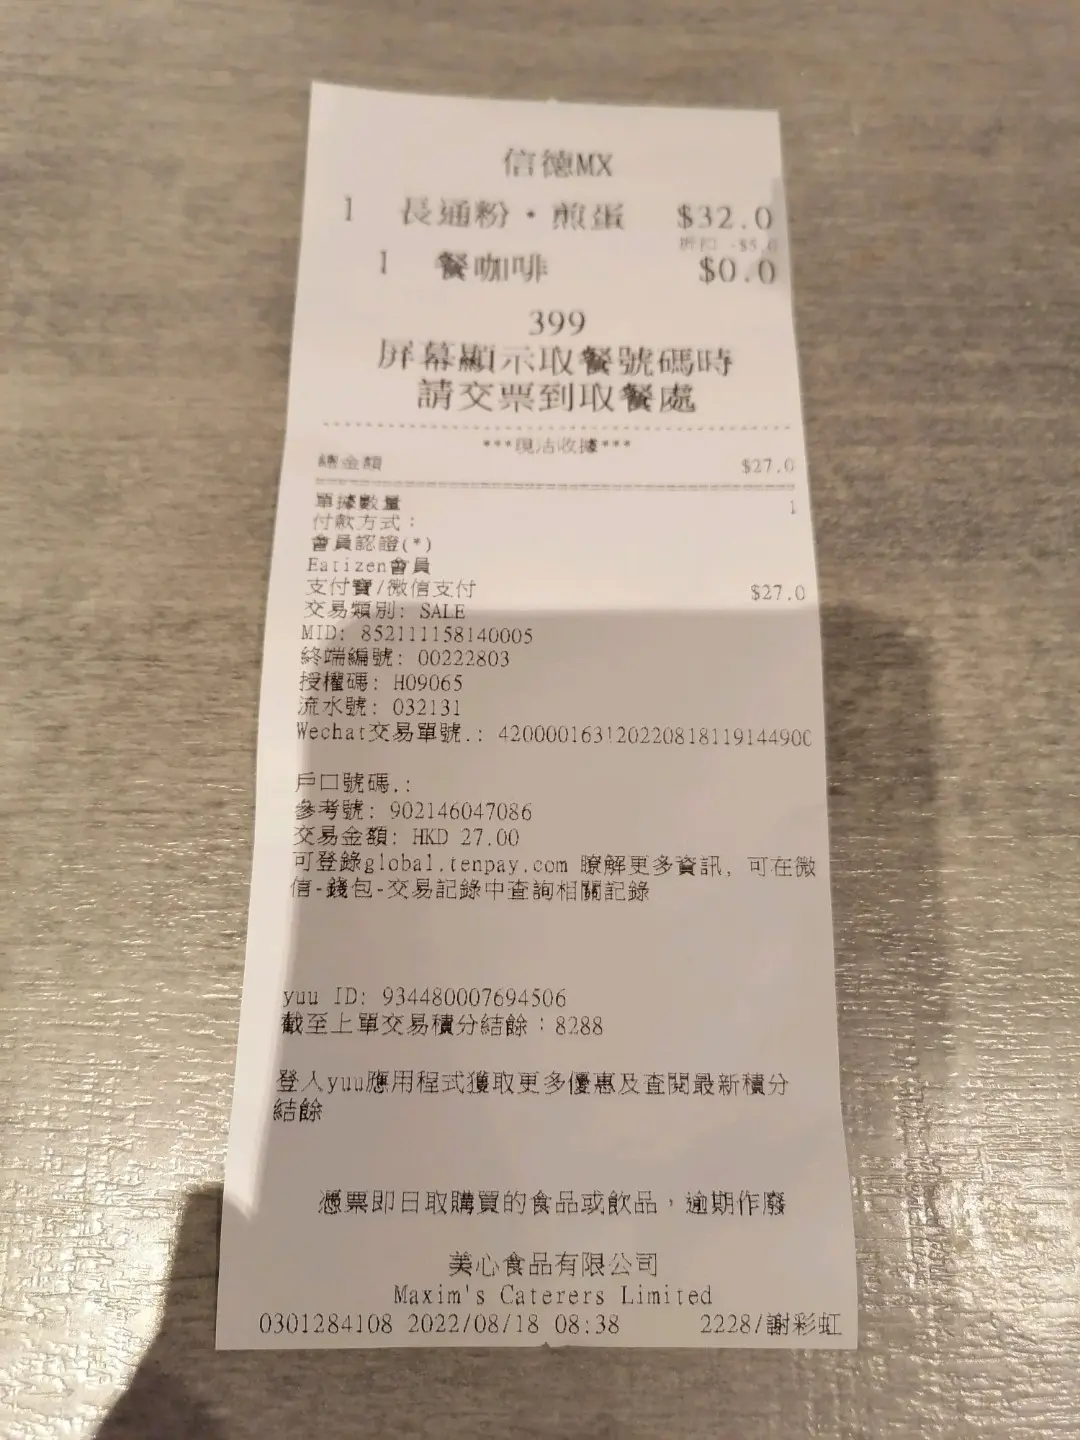 信德MX
1 長通粉・煎蛋 $32.0
折扣 -$5.0
1 餐咖啡 $0.0
399
屏幕顯示取餐號碼時
請交票到取餐處
***現沽收據***
總金額 $27.0
單據數量 1
付款方式：
會員認證(*)
Eatizen會員
支付寶/微信支付 $27.0
交易類別: SALE
MID: 852111158140005
終端編號: 00222803
授權碼: H09065
流水號: 032131
Wechat交易單號.: 420000163120220818119144900
戶口號碼.:
參考號: 902146047086
交易金額: HKD 27.00
可登錄global.tenpay.com 瞭解更多資訊, 可在微
信-錢包-交易記錄中查詢相關記錄
yuu ID: 934480007694506
截至上單交易積分結餘：8288
登入yuu應用程式獲取更多優惠及查閱最新積分
結餘
憑票即日取購買的食品或飲品，逾期作廢
美心食品有限公司
Maxim's Caterers Limited
0301284108 2022/08/18 08:38 2228/謝彩虹